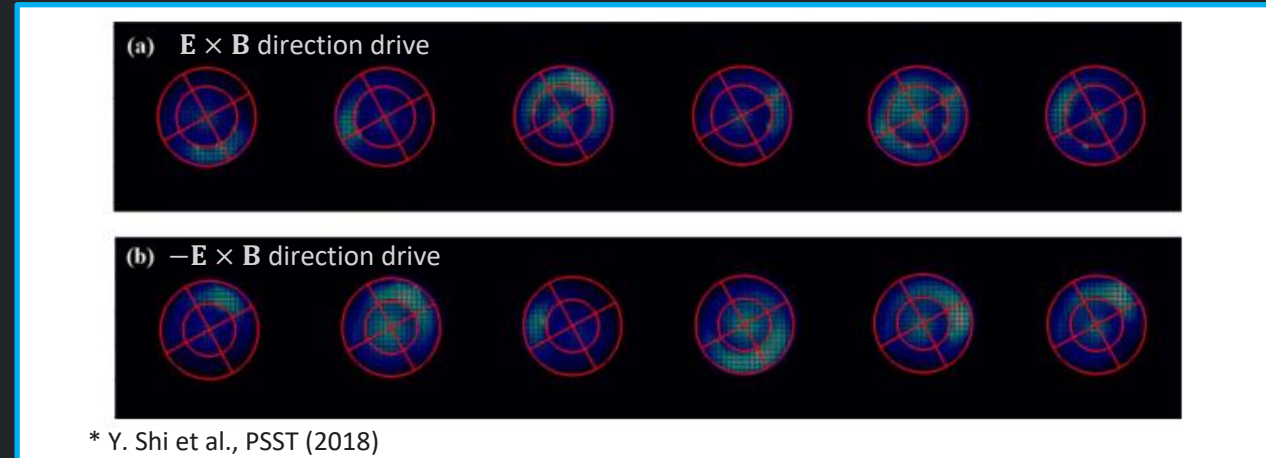 (a) E × B direction drive
(b) −E × B direction drive
* Y. Shi et al., PSST (2018)